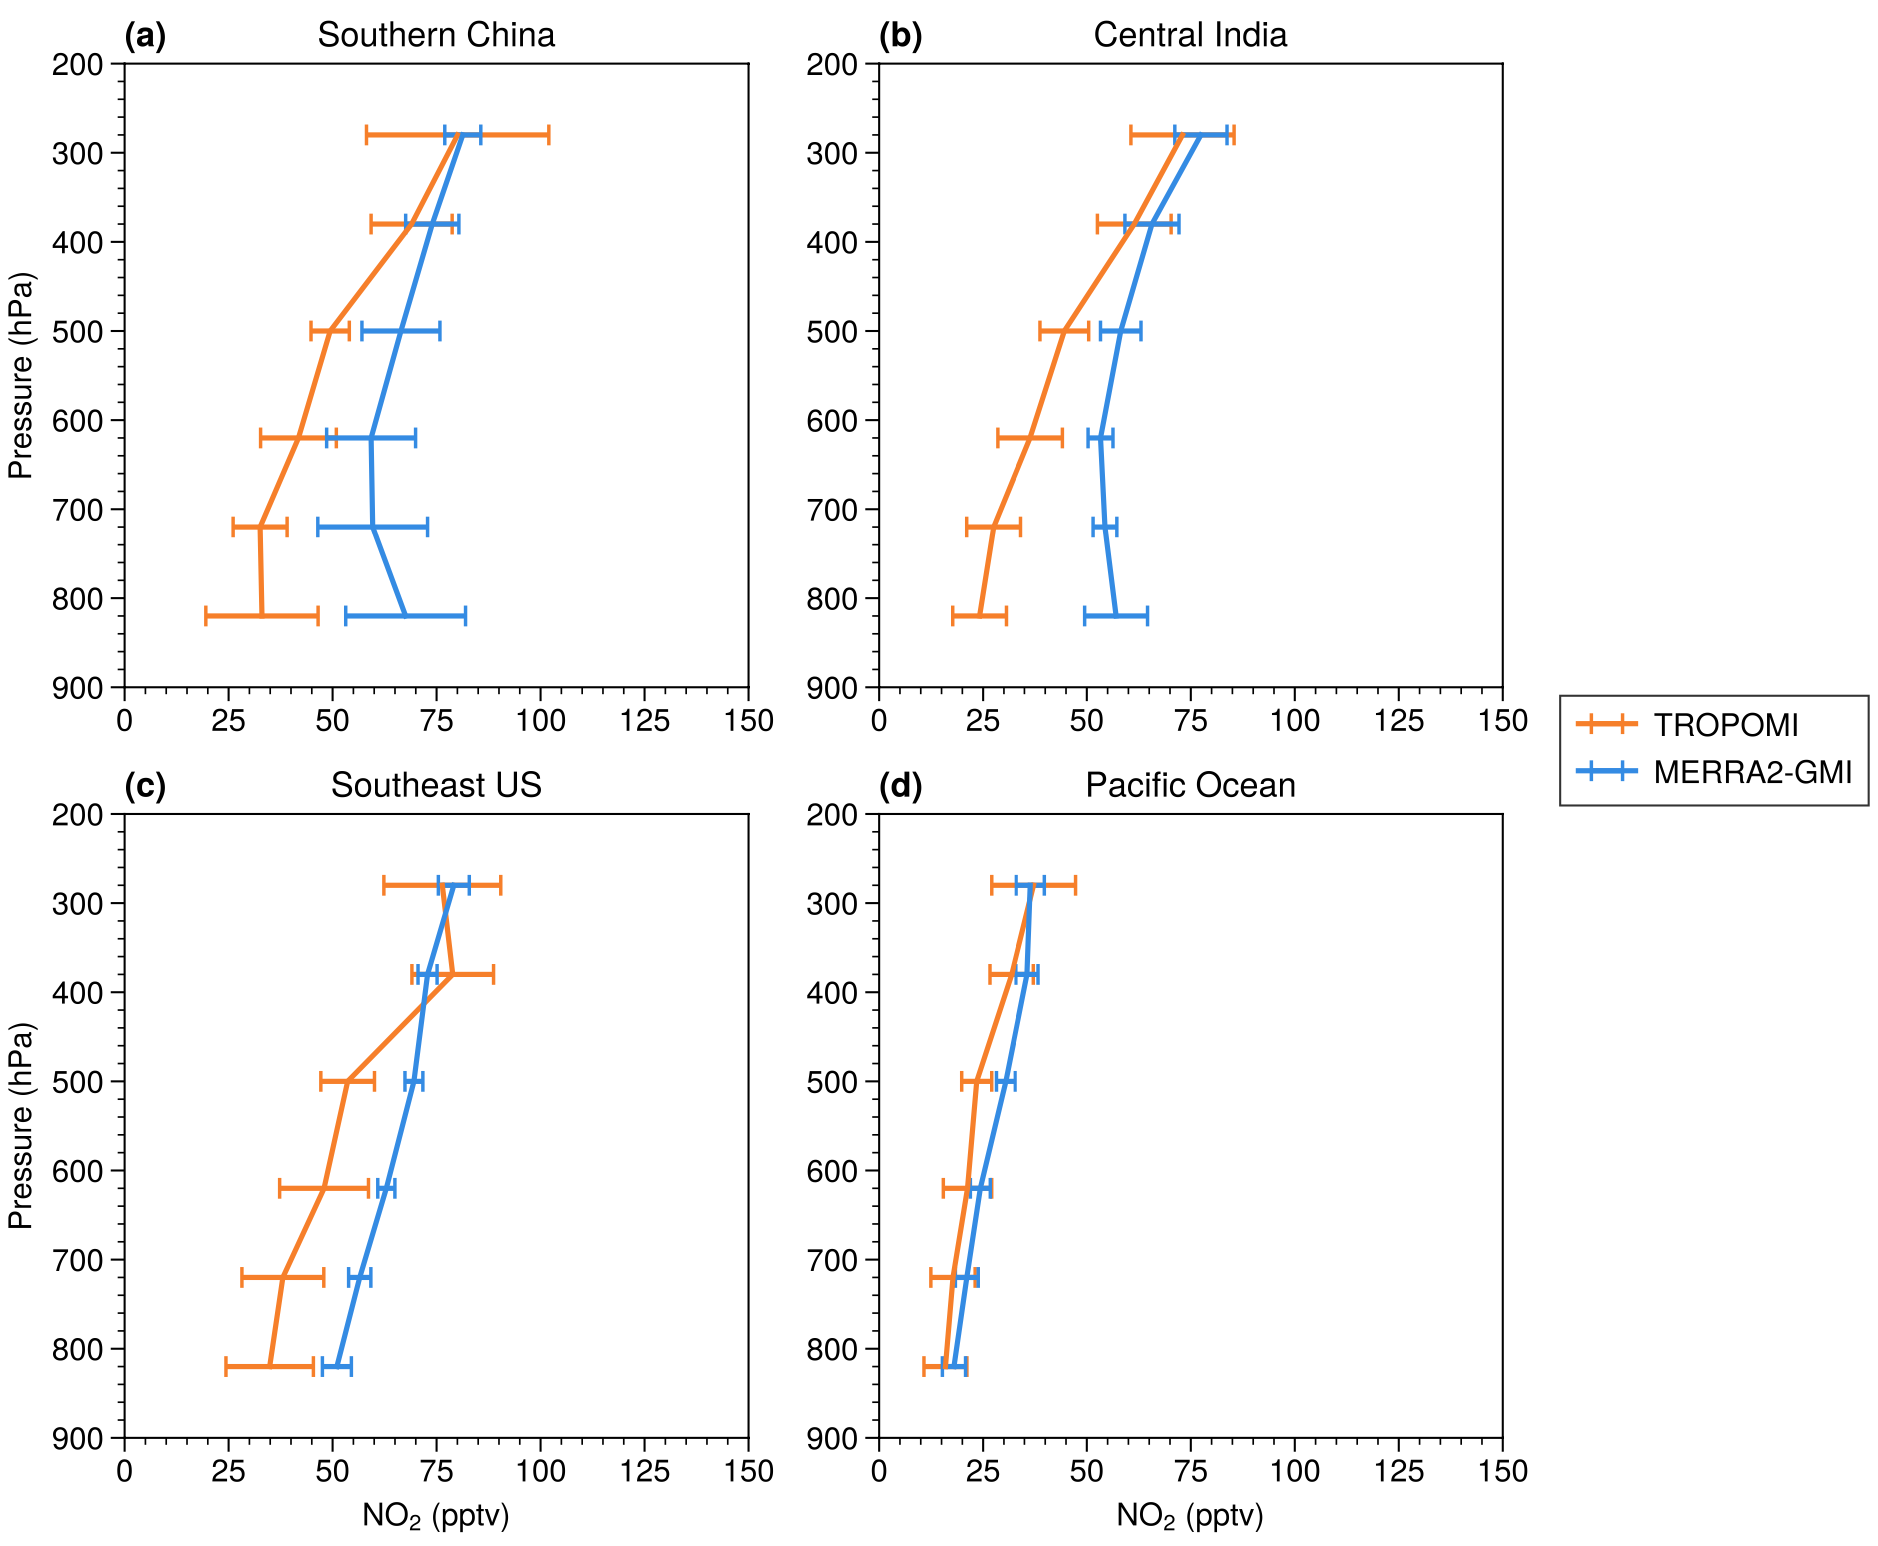 (a) Southern China
200
300
400
500
600
700
800
900
Pressure (hPa)
0 25 50 75 100 125 150
(b) Central India
200
300
400
500
600
700
800
900
0 25 50 75 100 125 150
TROPOMI
MERRA2-GMI
(c) Southeast US
200
300
400
500
600
700
800
900
Pressure (hPa)
0 25 50 75 100 125 150
NO₂ (pptv)
(d) Pacific Ocean
200
300
400
500
600
700
800
900
0 25 50 75 100 125 150
NO₂ (pptv)